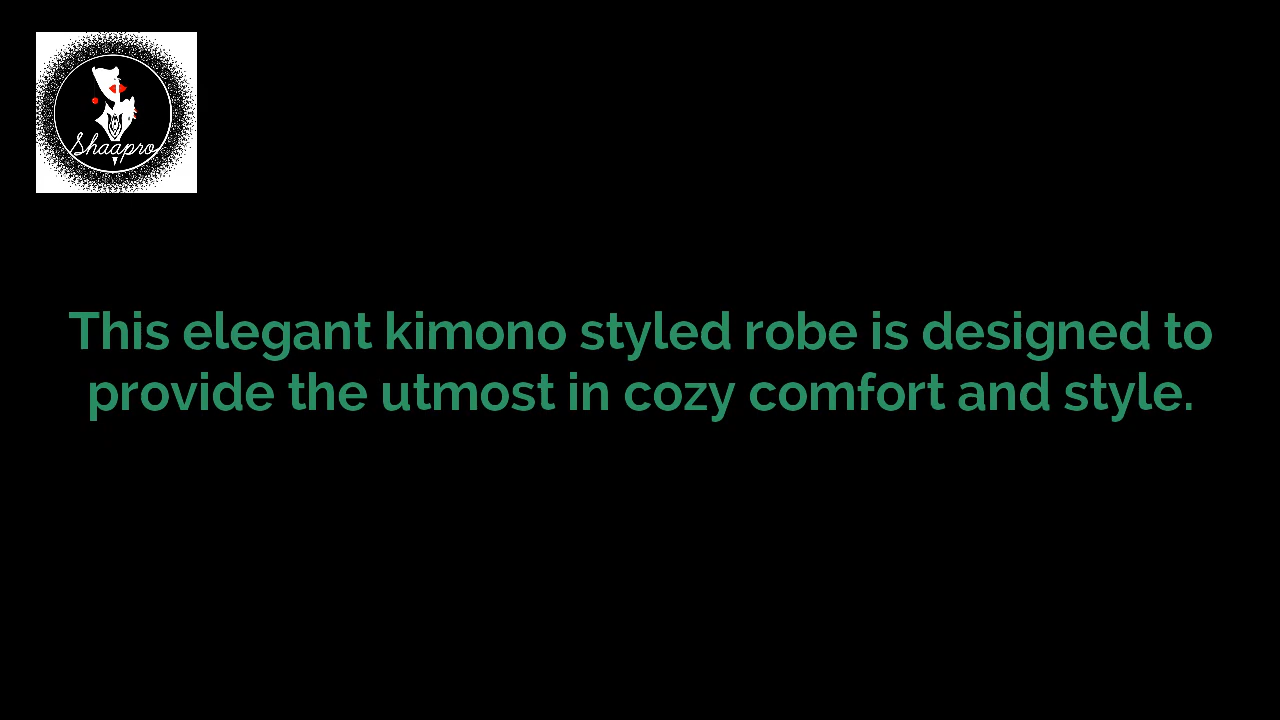 Shaapro
This elegant kimono styled robe is designed to
provide the utmost in cozy comfort and style.